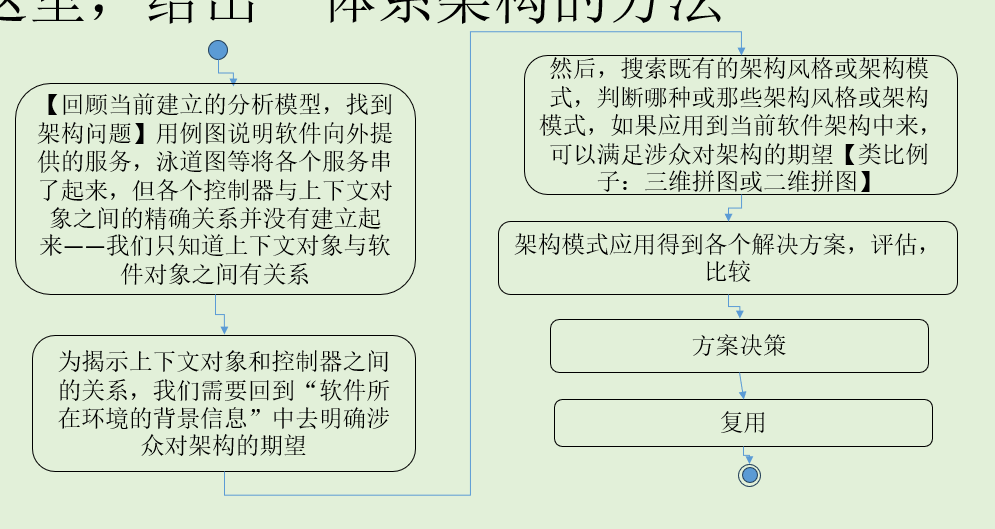 这里，给出一 体系架构的方法
【回顾当前建立的分析模型，找到
架构问题】用例图说明软件向外提
供的服务，泳道图等将各个服务串
了起来，但各个控制器与上下文对
象之间的精确关系并没有建立起
来——我们只知道上下文对象与软
件对象之间有关系
为揭示上下文对象和控制器之间
的关系，我们需要回到“软件所
在环境的背景信息”中去明确涉
众对架构的期望
然后，搜索既有的架构风格或架构模
式，判断哪种或那些架构风格或架构
模式，如果应用到当前软件架构中来，
可以满足涉众对架构的期望【类比例
子：三维拼图或二维拼图】
架构模式应用得到各个解决方案，评估，
比较
方案决策
复用